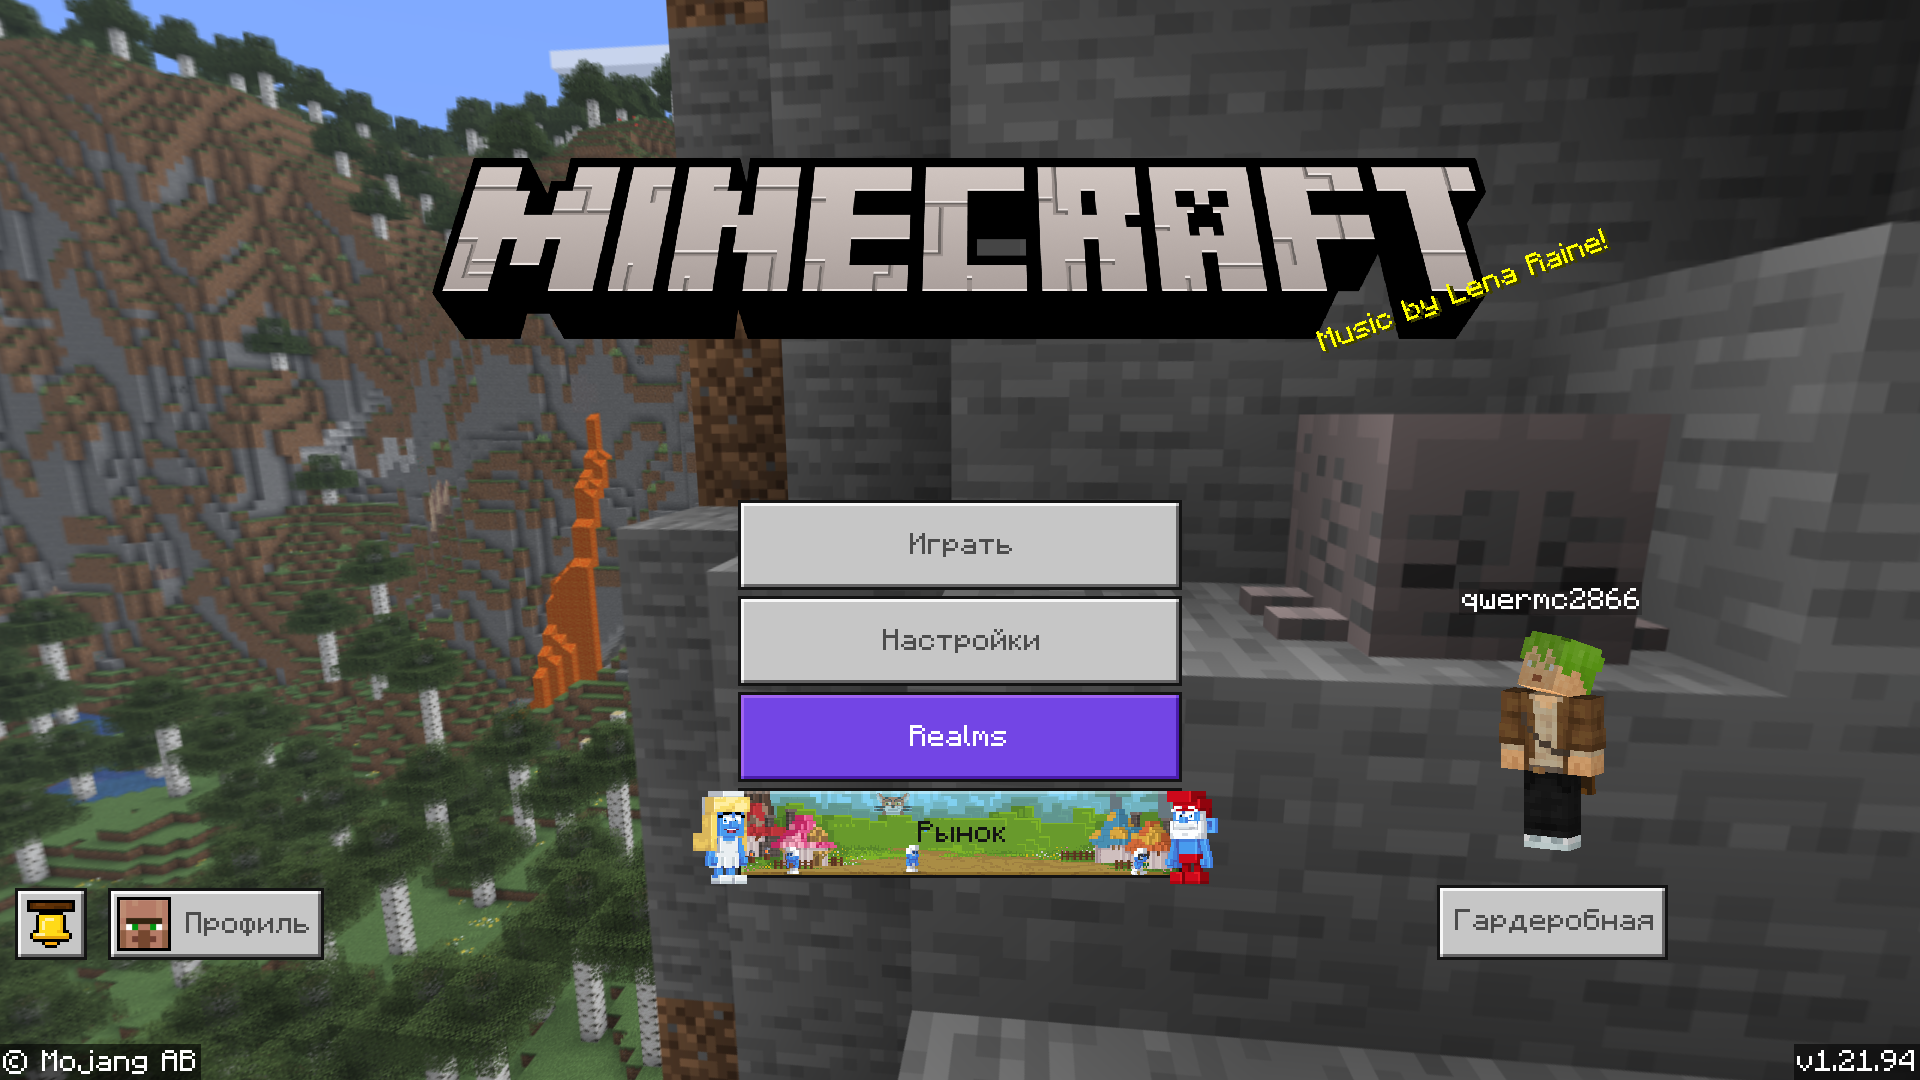 MINECRAFT
Music by Lena Raine!
Играть
Настройки
Realms
Рынок
qwermc2866
Профиль
Гардеробная
© Mojang AB
v1.21.94